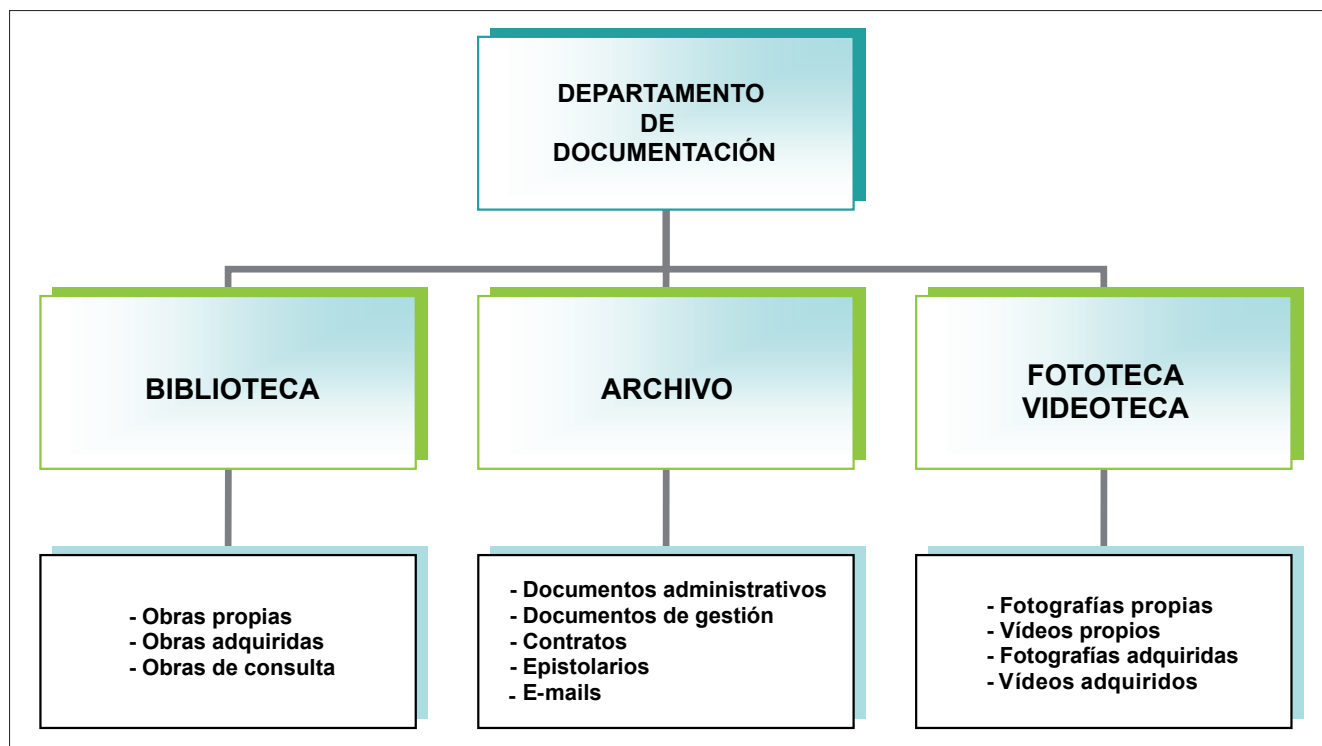 DEPARTAMENTO
DE
DOCUMENTACIÓN
BIBLIOTECA
ARCHIVO
FOTOTECA
VIDEOTECA
- Obras propias
- Obras adquiridas
- Obras de consulta
- Documentos administrativos
- Documentos de gestión
- Contratos
- Epistolarios
- E-mails
- Fotografías propias
- Vídeos propios
- Fotografías adquiridas
- Vídeos adquiridos